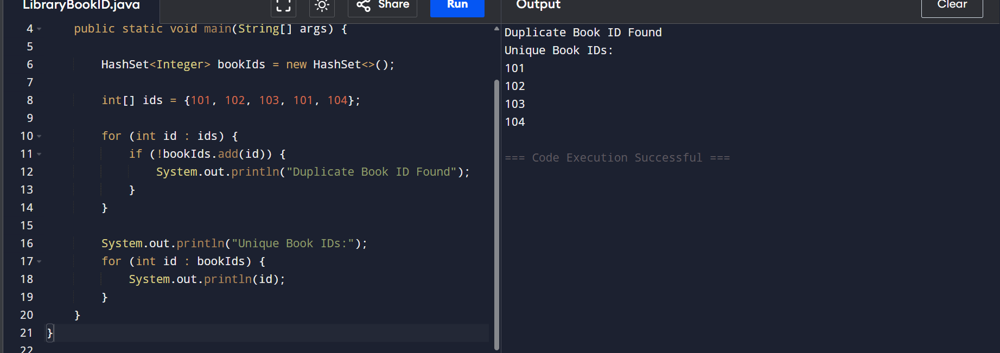 LibraryBookID.java
Share
Run
Output
Clear
4 public static void main(String[] args) {
5
6 HashSet<Integer> bookIds = new HashSet<>();
7
8 int[] ids = {101, 102, 103, 101, 104};
9
10 for (int id : ids) {
11 if (!bookIds.add(id)) {
12 System.out.println("Duplicate Book ID Found");
13 }
14 }
15
16 System.out.println("Unique Book IDs:");
17 for (int id : bookIds) {
18 System.out.println(id);
19 }
20 }
21 }
22
Duplicate Book ID Found
Unique Book IDs:
101
102
103
104
=== Code Execution Successful ===